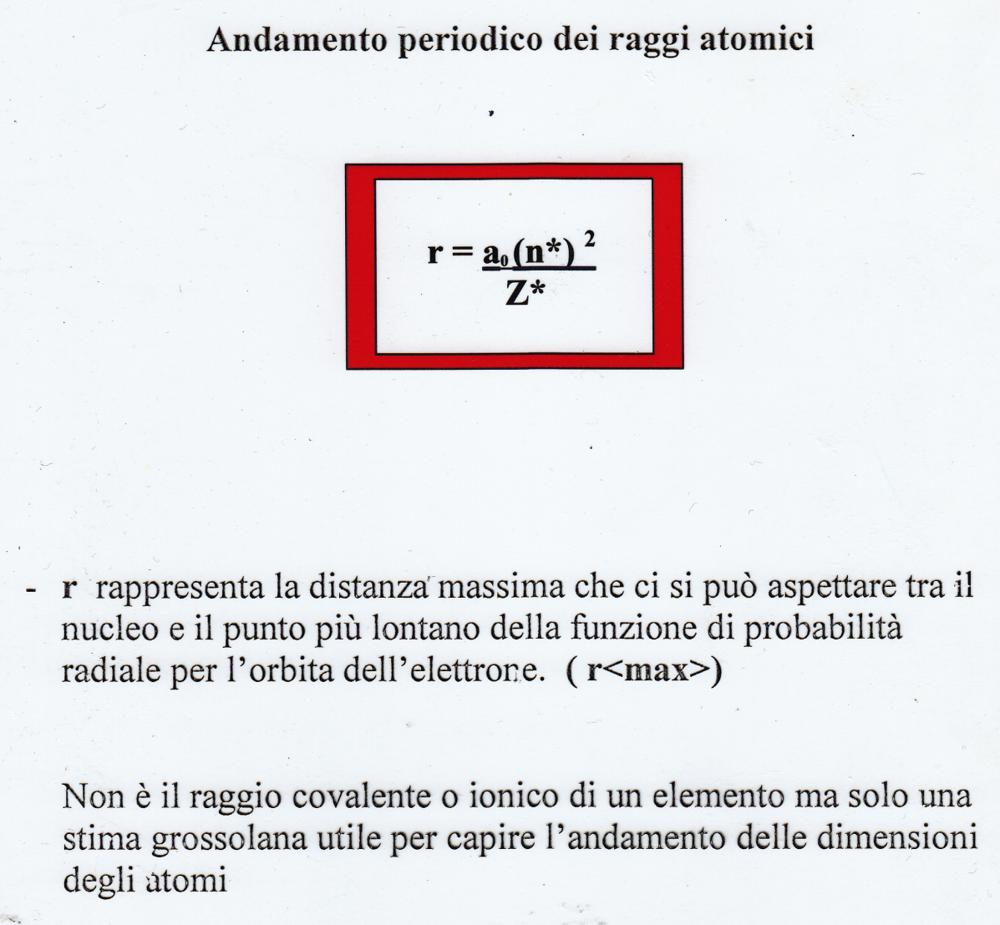 Andamento periodico dei raggi atomici
r = a₀(n*) ²
Z*
- r rappresenta la distanza massima che ci si può aspettare tra il
nucleo e il punto più lontano della funzione di probabilità
radiale per l’orbita dell’elettrone. ( r<max>)
Non è il raggio covalente o ionico di un elemento ma solo una
stima grossolana utile per capire l’andamento delle dimensioni
degli atomi